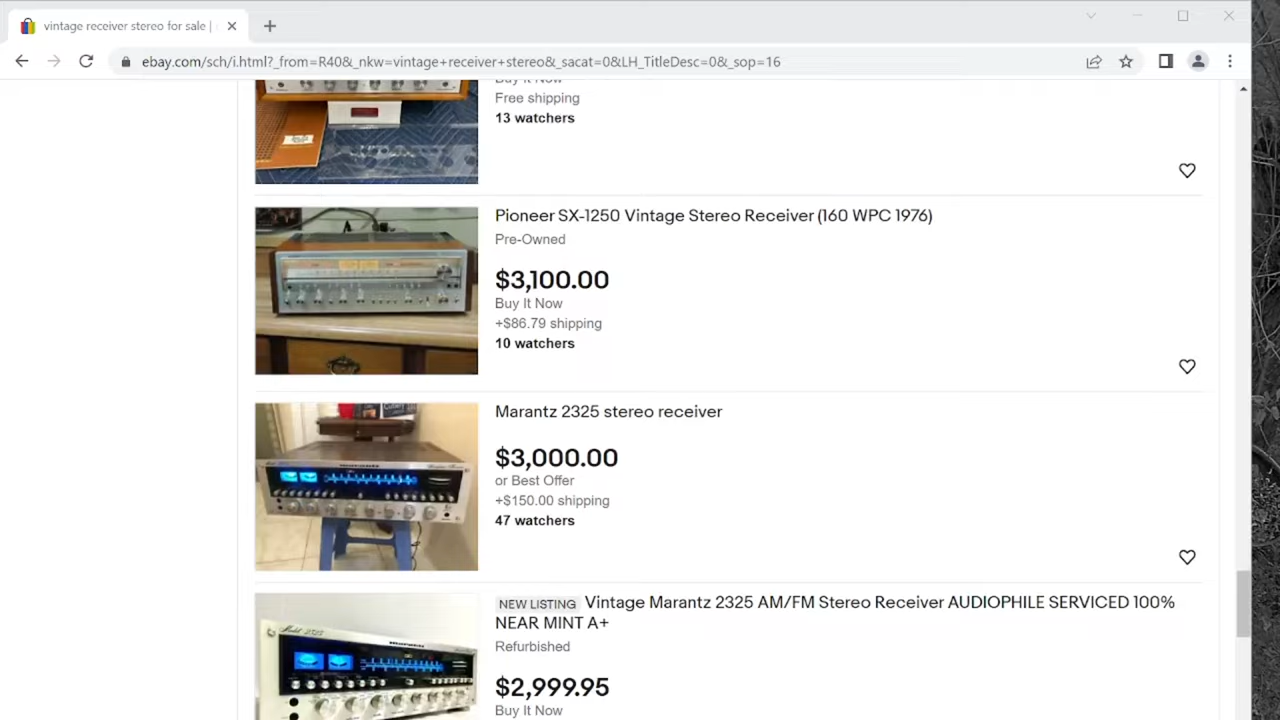 vintage receiver stereo for sale |
ebay.com/sch/i.html?_from=R40&_nkw=vintage+receiver+stereo&_sacat=0&LH_TitleDesc=0&_sop=16
Buy It Now
Free shipping
13 watchers
Pioneer SX-1250 Vintage Stereo Receiver (160 WPC 1976)
Pre-Owned
$3,100.00
Buy It Now
+$86.79 shipping
10 watchers
Marantz 2325 stereo receiver
$3,000.00
or Best Offer
+$150.00 shipping
47 watchers
NEW LISTING Vintage Marantz 2325 AM/FM Stereo Receiver AUDIOPHILE SERVICED 100%
NEAR MINT A+
Refurbished
$2,999.95
Buy It Now